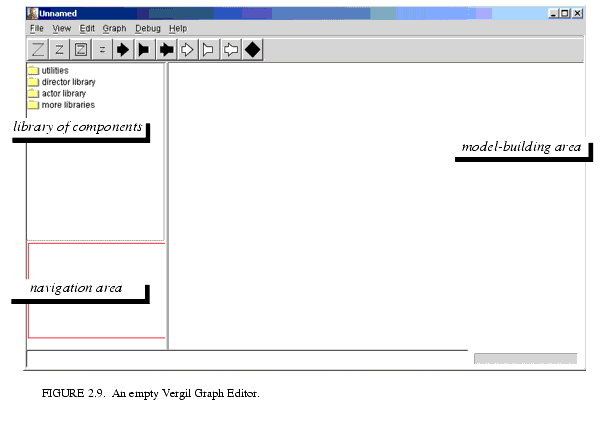 Unnamed
File View Edit Graph Debug Help
Z Z Z z
utilities
director library
actor library
more libraries
library of components
model-building area
navigation area
FIGURE 2.9. An empty Vergil Graph Editor.